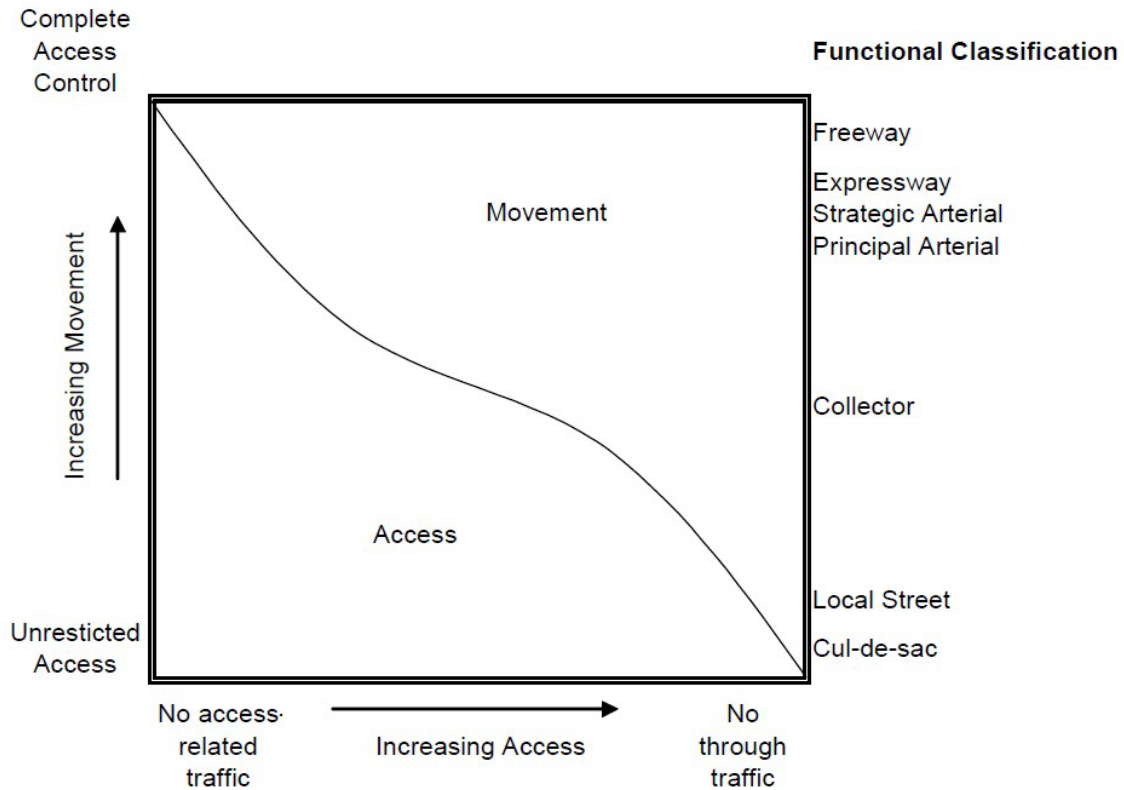 Complete
Access
Control
Functional Classification
Freeway
Expressway
Strategic Arterial
Principal Arterial
Movement
Increasing Movement
Collector
Access
Local Street
Cul-de-sac
Unresticted
Access
No access-
related
traffic
Increasing Access
No
through
traffic